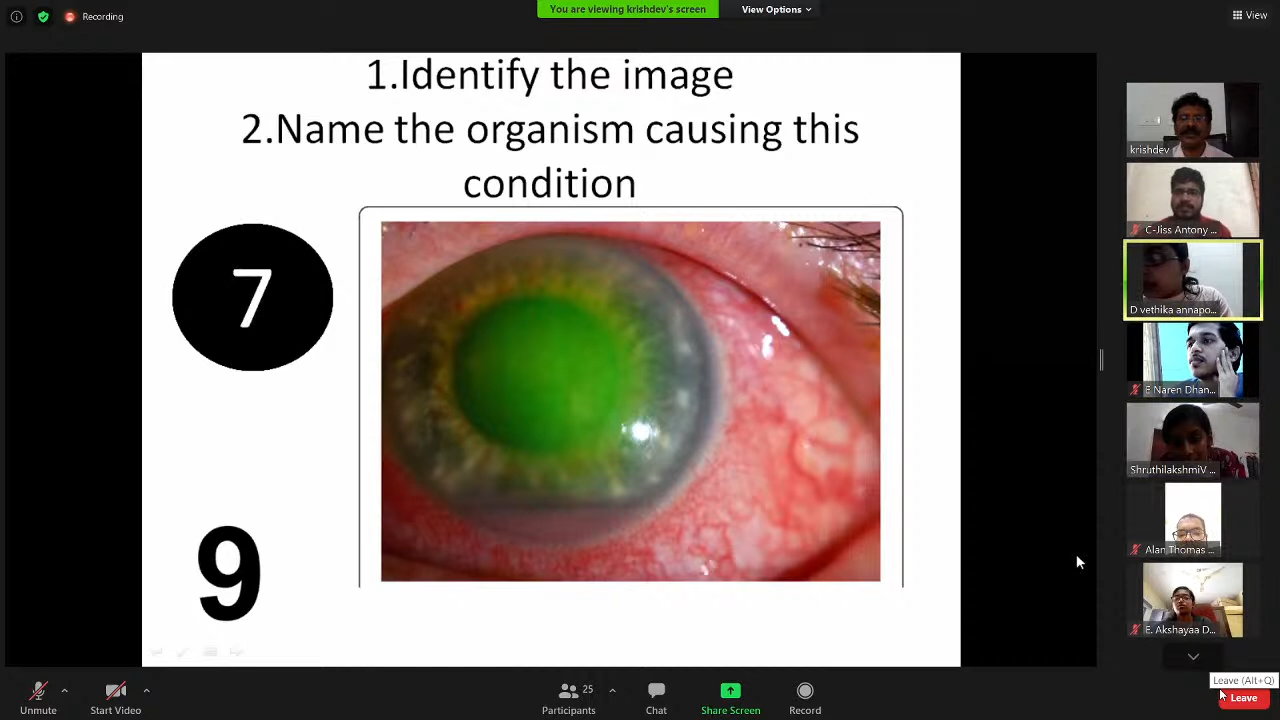 Recording
You are viewing krishdev's screen
View Options
View
1.Identify the image
2.Name the organism causing this
condition
7
9
krishdev
C-Jiss Antony ...
D vethika annapo...
E Naren Dhan...
ShruthilakshmiV ...
Alan Thomas ...
E. Akshayaa D...
Leave (Alt+Q)
Unmute
Start Video
Participants
25
Chat
Share Screen
Record
Leave